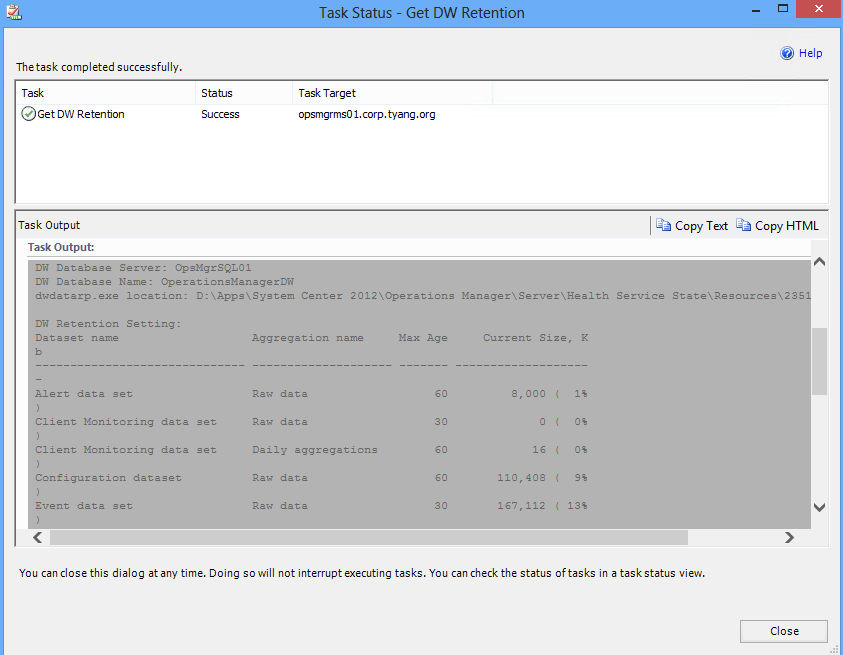 Task Status - Get DW Retention
Help
The task completed successfully.
Task Status Task Target
Get DW Retention Success opsmgrms01.corp.tyang.org
Task Output Copy Text Copy HTML
Task Output:
DW Database Server: OpsMgrSQL01
DW Database Name: OperationsManagerDW
dwdatarp.exe location: D:\Apps\System Center 2012\Operations Manager\Server\Health Service State\Resources\2351
DW Retention Setting:
Dataset name Aggregation name Max Age Current Size, K
b
------------------------------ -------------------- ------- -------------------
-
Alert data set Raw data 60 8,000 ( 1%
)
Client Monitoring data set Raw data 30 0 ( 0%
)
Client Monitoring data set Daily aggregations 60 16 ( 0%
)
Configuration dataset Raw data 60 110,408 ( 9%
)
Event data set Raw data 30 167,112 ( 13%
)
You can close this dialog at any time. Doing so will not interrupt executing tasks. You can check the status of tasks in a task status view.
Close